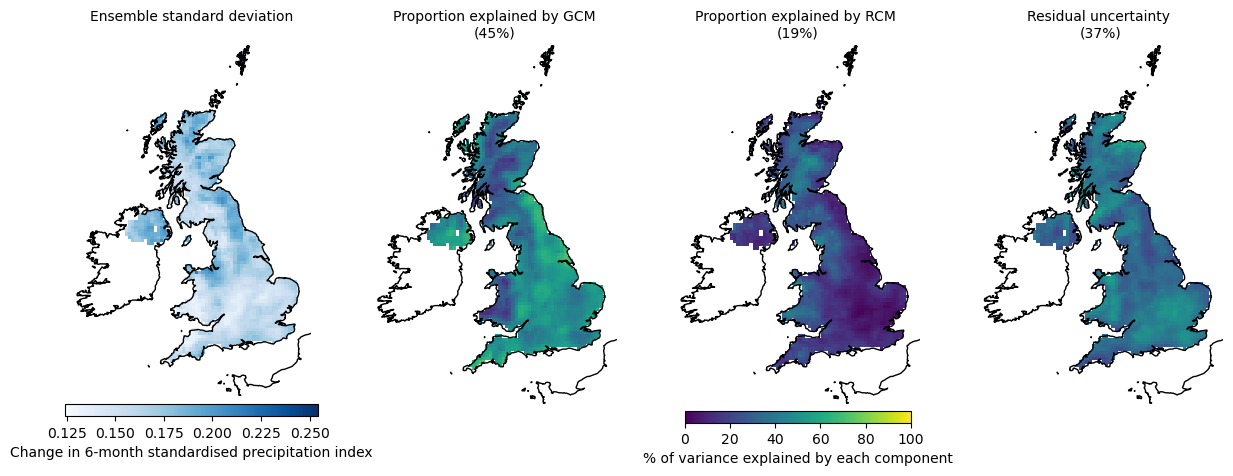 Ensemble standard deviation
Proportion explained by GCM
(45%)
Proportion explained by RCM
(19%)
Residual uncertainty
(37%)
0.125 0.150 0.175 0.200 0.225 0.250
Change in 6-month standardised precipitation index
0 20 40 60 80 100
% of variance explained by each component